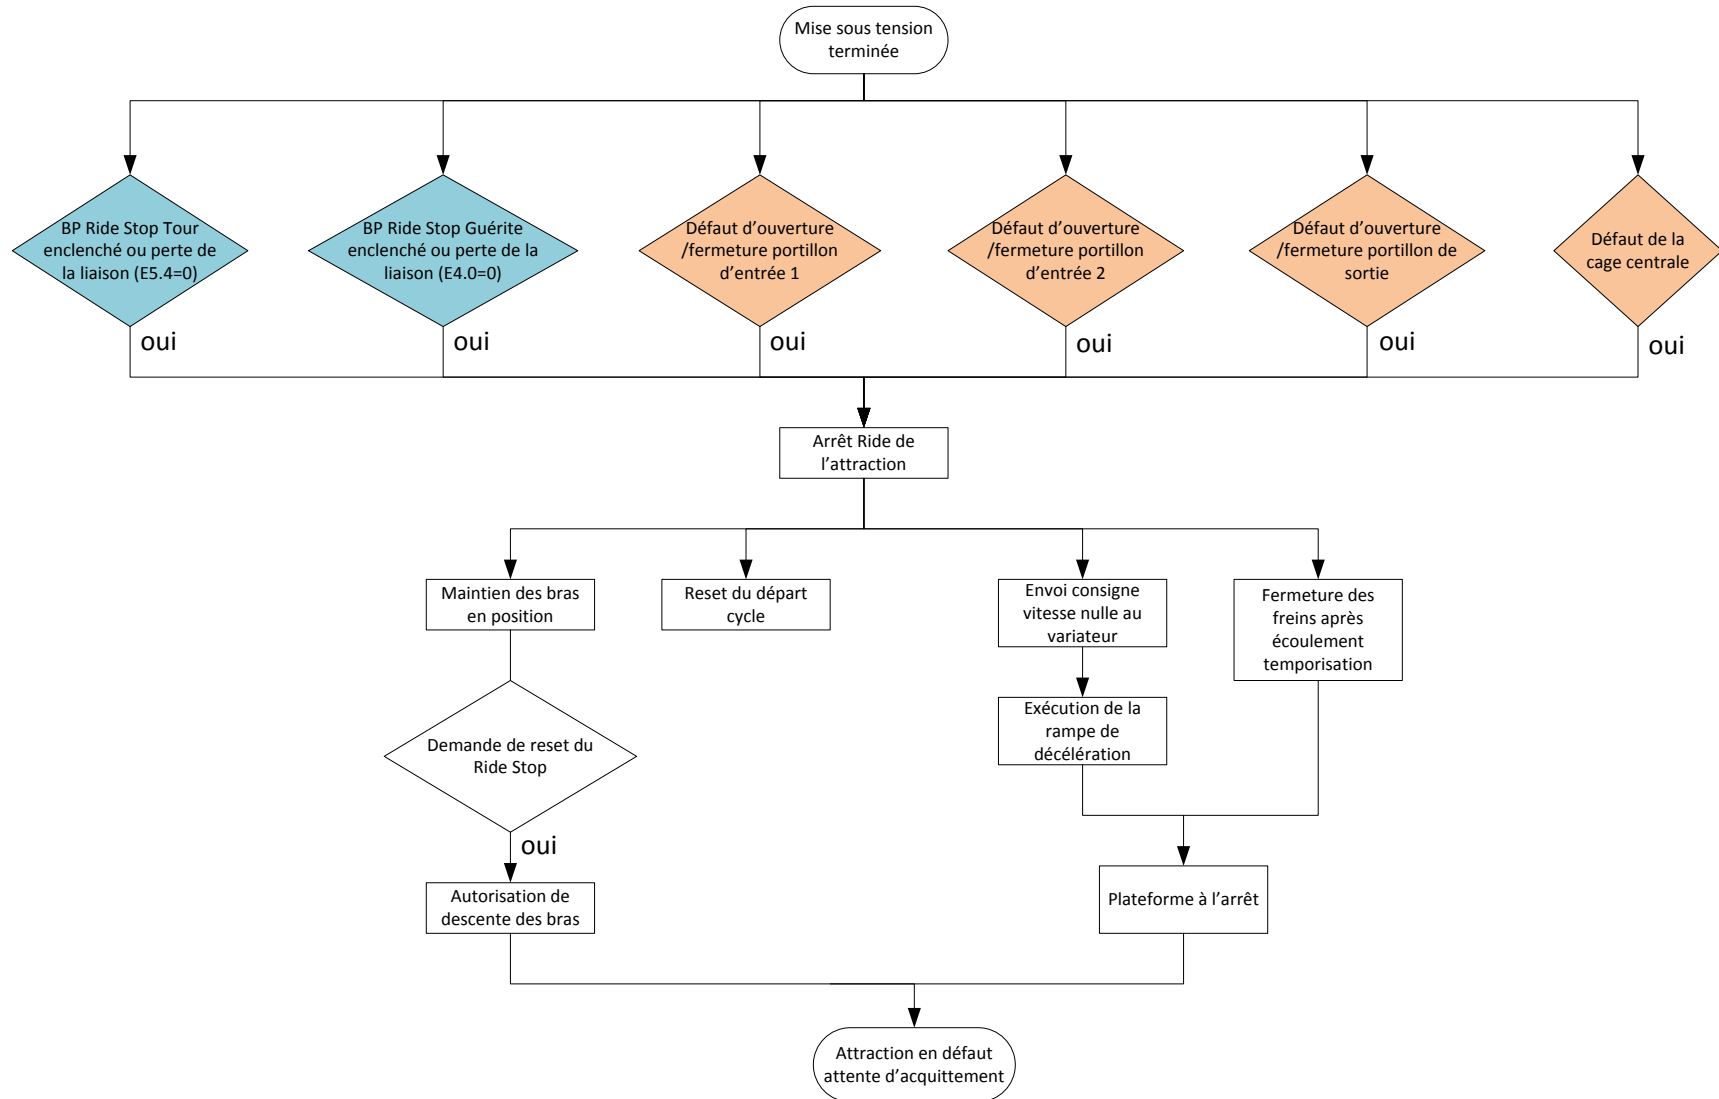 Mise sous tension
terminée
BP Ride Stop Tour
enclenché ou perte de
la liaison (E5.4=0)
BP Ride Stop Guérite
enclenché ou perte de la
liaison (E4.0=0)
Défaut d’ouverture
/fermeture portillon
d’entrée 1
Défaut d’ouverture
/fermeture portillon
d’entrée 2
Défaut d’ouverture
/fermeture portillon de
sortie
Défaut de la
cage centrale
oui
oui
oui
oui
oui
oui
Arrêt Ride de
l’attraction
Maintien des bras
en position
Reset du départ
cycle
Envoi consigne
vitesse nulle au
variateur
Fermeture des
freins après
écoulement
temporisation
Exécution de la
rampe de
décélération
Demande de reset du
Ride Stop
oui
Autorisation de
descente des bras
Plateforme à l’arrêt
Attraction en défaut
attente d’acquittement